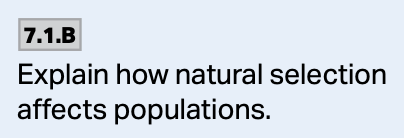 7.1.B
Explain how natural selection
affects populations.